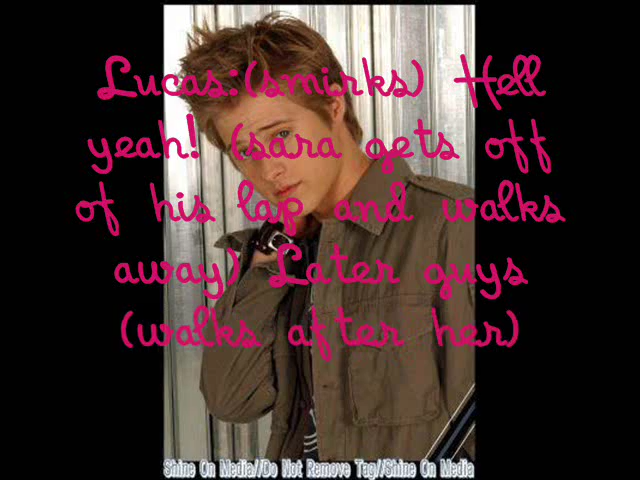 Lucas:(smirks) Hell
yeah! (sara gets off
of his lap and walks
away) Later guys
(walks after her)
Shine On Media//Do Not Remove Tag//Shine On Media